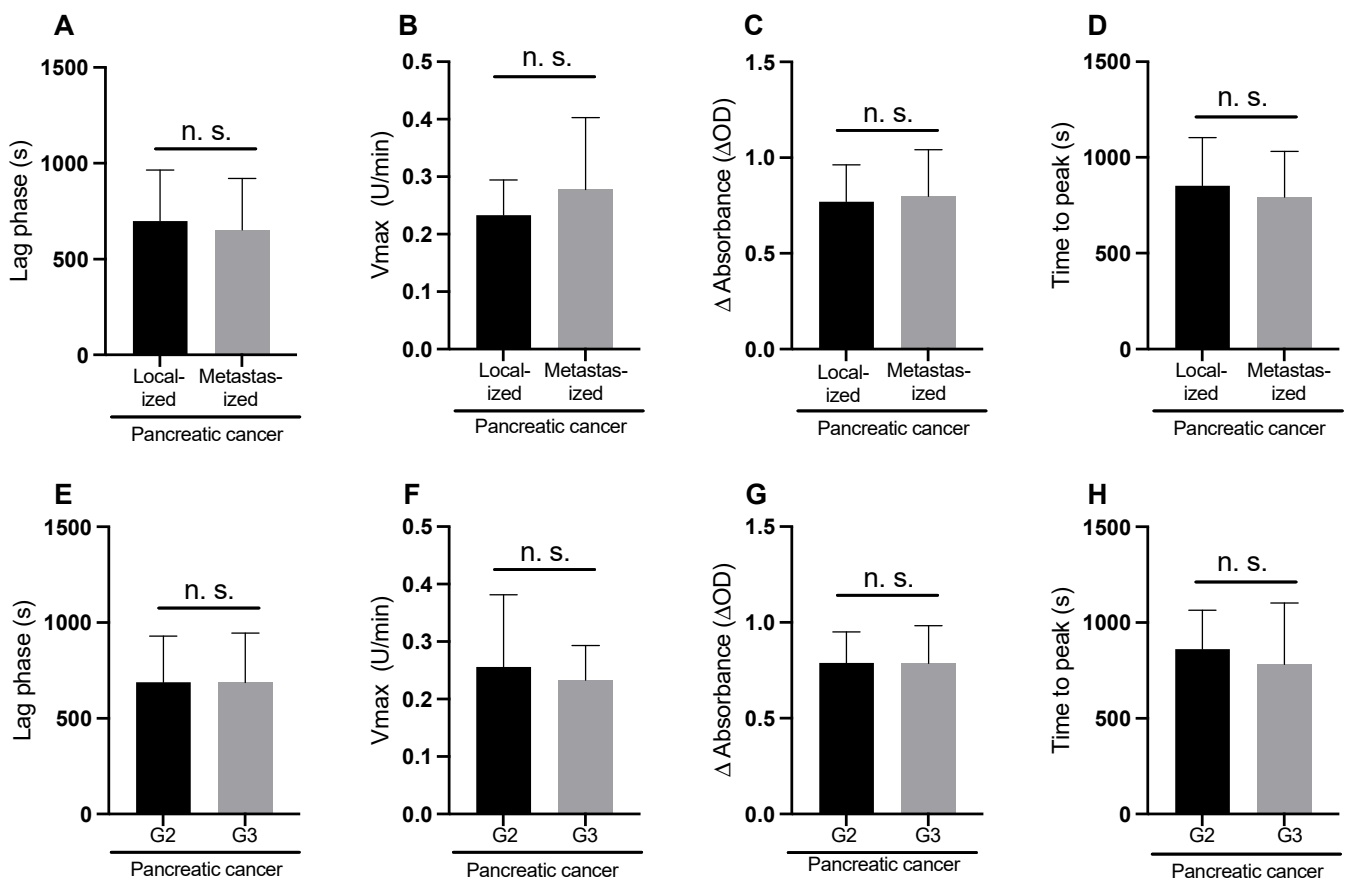 A
Lag phase (s)
1500
1000
500
0
n. s.
Local-
ized
Metastas-
ized
Pancreatic cancer
B
Vmax (U/min)
0.5
0.4
0.3
0.2
0.1
0.0
n. s.
Local-
ized
Metastas-
ized
Pancreatic cancer
C
Δ Absorbance (ΔOD)
1.5
1.0
0.5
0.0
n. s.
Local-
ized
Metastas-
ized
Pancreatic cancer
D
Time to peak (s)
1500
1000
500
0
n. s.
Local-
ized
Metastas-
ized
Pancreatic cancer
E
Lag phase (s)
1500
1000
500
0
n. s.
G2
G3
Pancreatic cancer
F
Vmax (U/min)
0.5
0.4
0.3
0.2
0.1
0.0
n. s.
G2
G3
Pancreatic cancer
G
Δ Absorbance (ΔOD)
1.5
1.0
0.5
0.0
n. s.
G2
G3
Pancreatic cancer
H
Time to peak (s)
1500
1000
500
0
n. s.
G2
G3
Pancreatic cancer